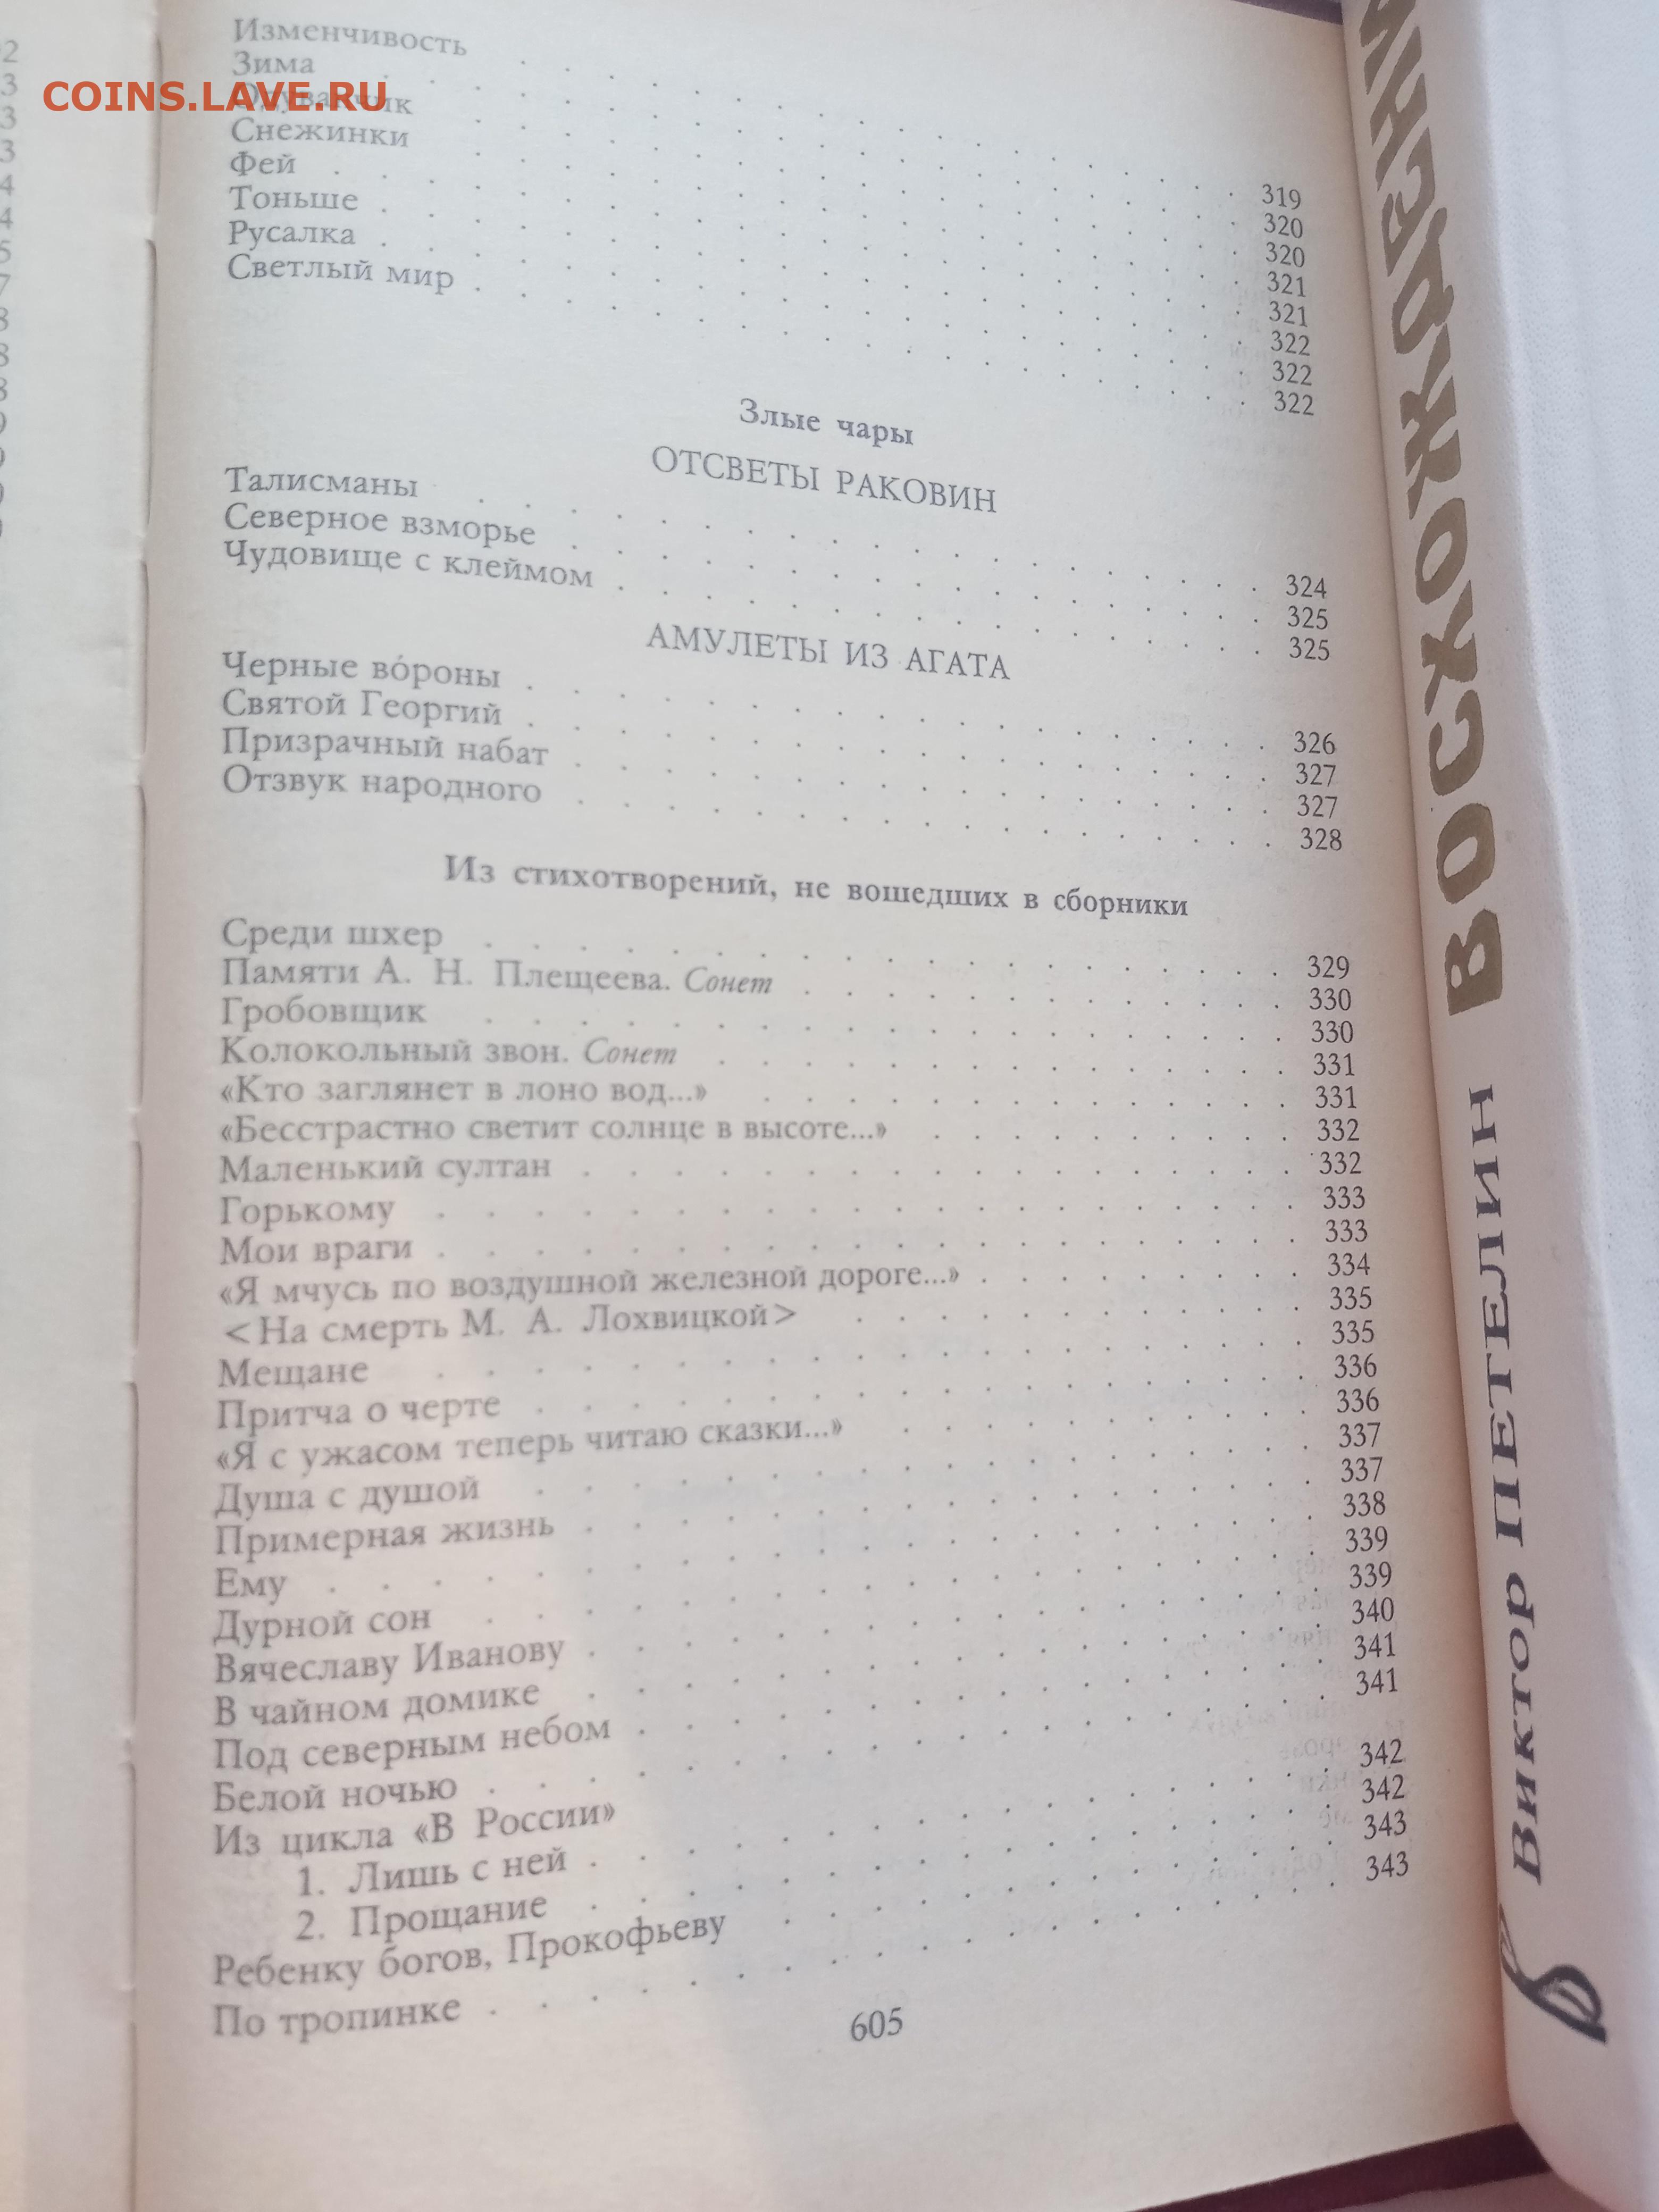 COINS.LAVE.RU
Изменчивость . . . 319
Зима . . . 320
Одуванчик . . . 320
Снежинки . . . 321
Фей . . . 321
Тоньше . . . 322
Русалка . . . 322
Светлый мир . . . 322
Злые чары
ОТСВЕТЫ РАКОВИН
Талисманы . . . 324
Северное взморье . . . 325
Чудовище с клеймом . . . 325
АМУЛЕТЫ ИЗ АГАТА
Черные во́роны . . . 326
Святой Георгий . . . 327
Призрачный набат . . . 327
Отзвук народного . . . 328
Из стихотворений, не вошедших в сборники
Среди шхер . . . 329
Памяти А. Н. Плещеева. Сонет . . . 330
Гробовщик . . . 330
Колокольный звон. Сонет . . . 331
«Кто заглянет в лоно вод...» . . . 331
«Бесстрастно светит солнце в высоте...» . . . 332
Маленький султан . . . 332
Горькому . . . 333
Мои враги . . . 333
«Я мчусь по воздушной железной дороге...» . . . 334
<На смерть М. А. Лохвицкой> . . . 335
Мещане . . . 335
Притча о черте . . . 336
«Я с ужасом теперь читаю сказки...» . . . 336
Душа с душой . . . 337
Примерная жизнь . . . 337
Ему . . . 338
Дурной сон . . . 339
Вячеславу Иванову . . . 339
В чайном домике . . . 340
Под северным небом . . . 341
Белой ночью . . . 341
Из цикла «В России»
1. Лишь с ней . . . 342
2. Прощание . . . 342
Ребенку богов, Прокофьеву . . . 343
По тропинке . . . 343
605
Виктор ПЕТЕЛИН ВОСХОЖДЕНИ